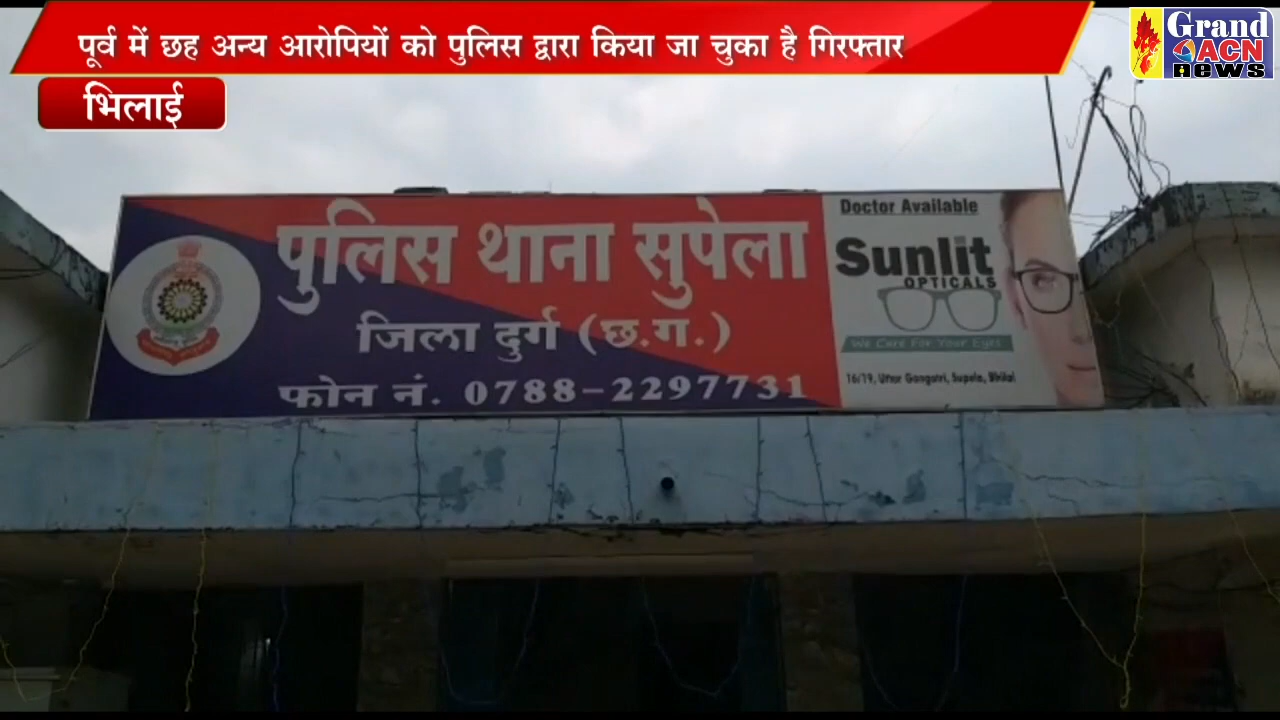 पूर्व में छह अन्य आरोपियों को पुलिस द्वारा किया जा चुका है गिरफ्तार
Grand
ACN
news
भिलाई
पुलिस थाना सुपेला
जिला दुर्ग (छ.ग.)
फोन नं. 0788-2297731
Doctor Available
Sunlit
OPTICALS
We Care For Your Eyes
16/19, Uttar Gangotri, Supela, Bhilai